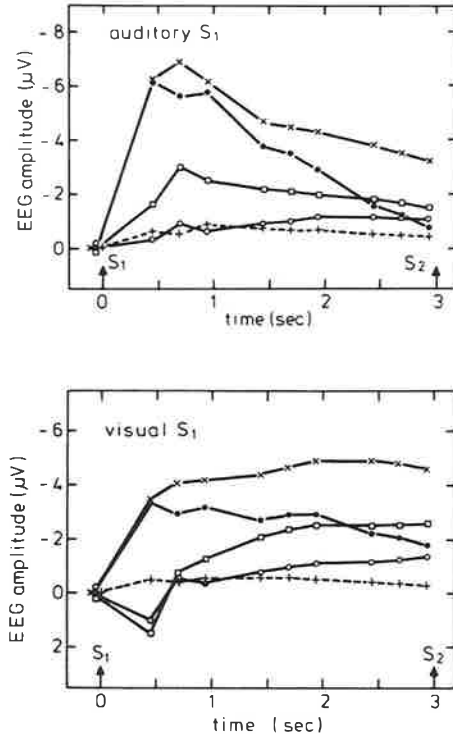 auditory S1
EEG amplitude (μV)
-8
-6
-4
-2
0
S1
S2
0
1
2
3
time (sec)
visual S1
EEG amplitude (μV)
-6
-4
-2
0
2
S1
S2
0
1
2
3
time (sec)